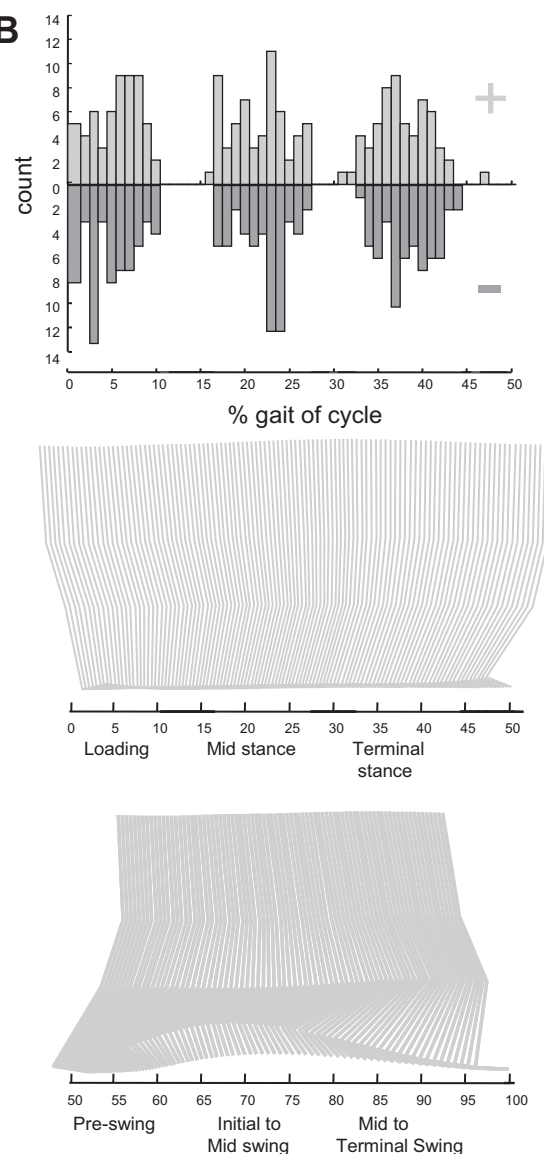 B
14
12
10
8
6
4
2
0
2
4
6
8
10
12
14
count
+
-
0 5 10 15 20 25 30 35 40 45 50
% gait of cycle
0 5 10 15 20 25 30 35 40 45 50
Loading Mid stance Terminal
stance
50 55 60 65 70 75 80 85 90 95 100
Pre-swing Initial to Mid to
Mid swing Terminal Swing